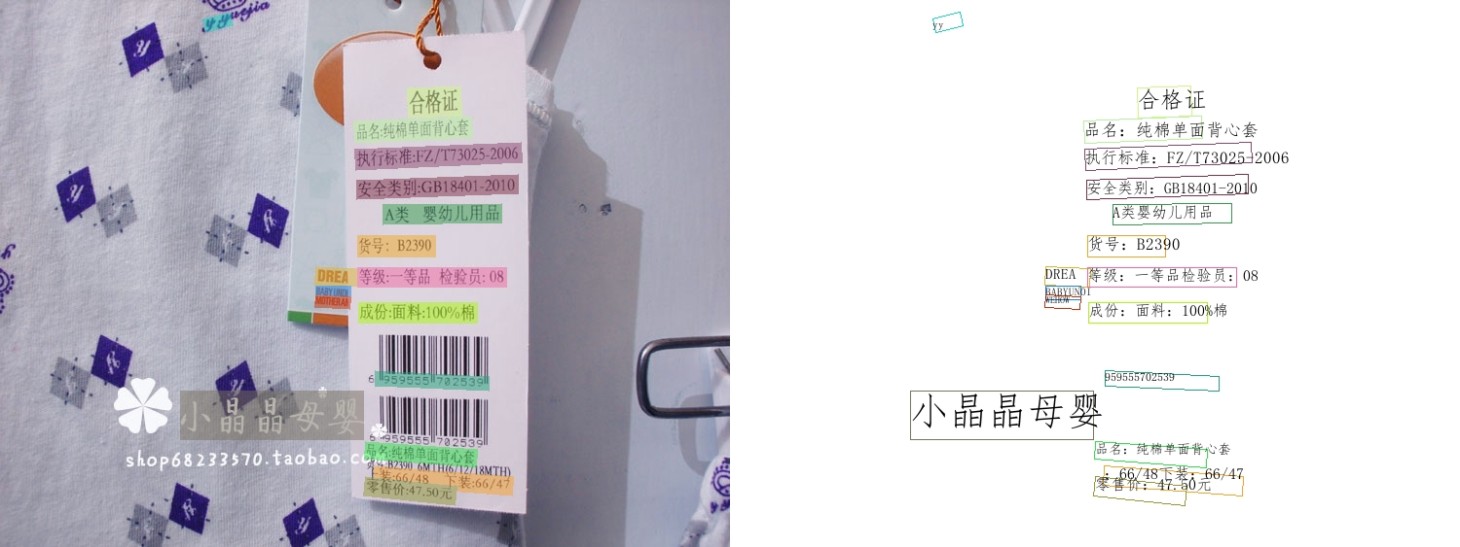 合格证
品名:纯棉单面背心套
执行标准:FZ/T73025-2006
安全类别:GB18401-2010
A类 婴幼儿用品
货号: B2390
等级:一等品 检验员: 08
成份:面料:100%棉
6 959555 702539
6 959555 702539
品名:纯棉单面背心套
货号:B2390 6MTH(6/12/18MTH)
上装:66/48 下装:66/47
零售价:47.50元
DREA
BABY UNDI
小晶晶母婴
shop68233570.taobao.com
yy
合格证
品名: 纯棉单面背心套
执行标准: FZ/T73025-2006
安全类别: GB18401-2010
A类婴幼儿用品
货号: B2390
DREA
等级: 一等品检验员: 08
BABYUNDI
成份: 面料: 100%棉
959555702539
小晶晶母婴
品名: 纯棉单面背心套
: 66/48下装: 66/47
零售价: 47.50元